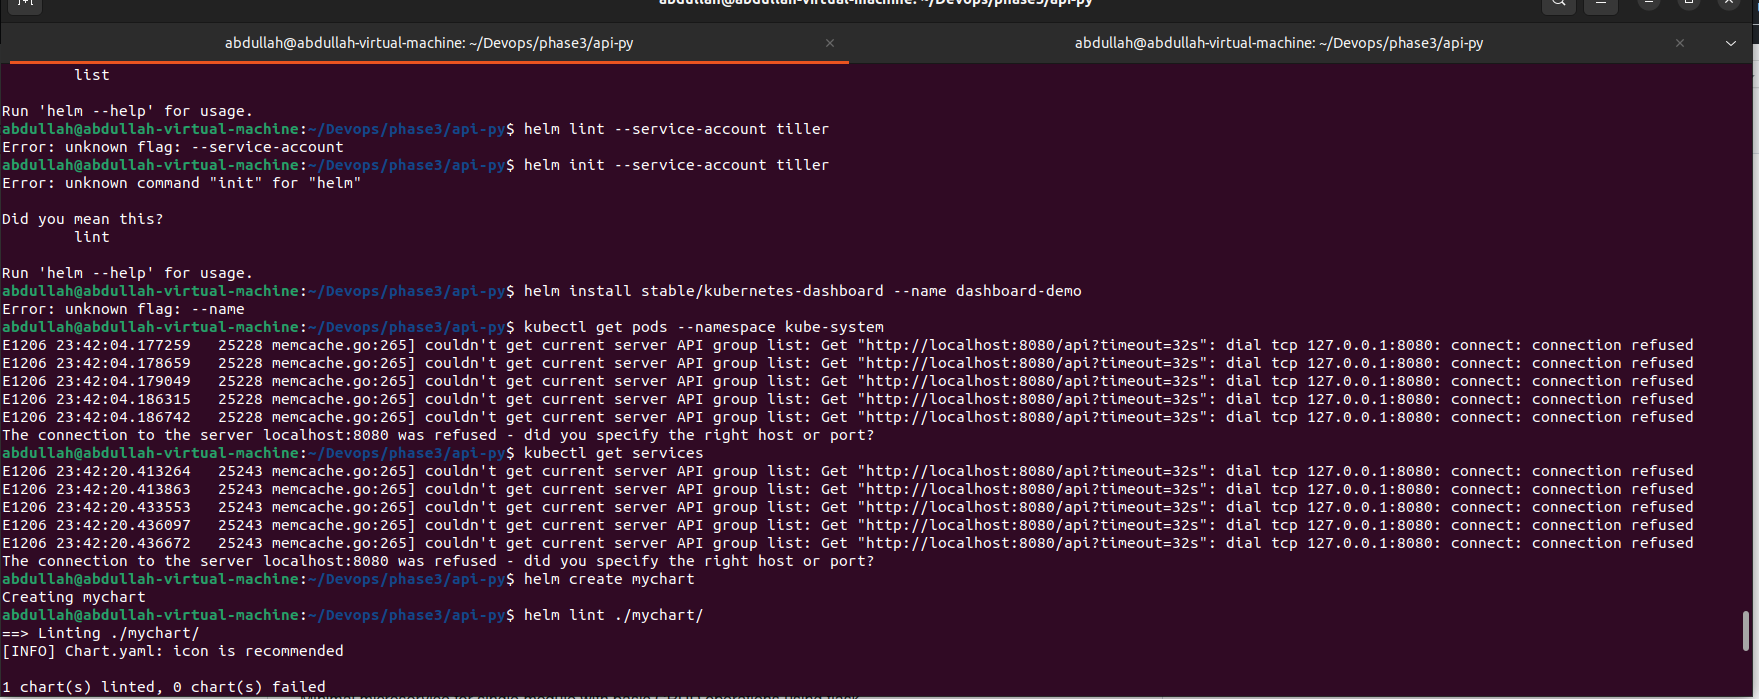 abdullah@abdullah-virtual-machine: ~/Devops/phase3/api-py
abdullah@abdullah-virtual-machine: ~/Devops/phase3/api-py × abdullah@abdullah-virtual-machine: ~/Devops/phase3/api-py ×
list
Run 'helm --help' for usage.
abdullah@abdullah-virtual-machine:~/Devops/phase3/api-py$ helm lint --service-account tiller
Error: unknown flag: --service-account
abdullah@abdullah-virtual-machine:~/Devops/phase3/api-py$ helm init --service-account tiller
Error: unknown command "init" for "helm"
Did you mean this?
lint
Run 'helm --help' for usage.
abdullah@abdullah-virtual-machine:~/Devops/phase3/api-py$ helm install stable/kubernetes-dashboard --name dashboard-demo
Error: unknown flag: --name
abdullah@abdullah-virtual-machine:~/Devops/phase3/api-py$ kubectl get pods --namespace kube-system
E1206 23:42:04.177259   25228 memcache.go:265] couldn't get current server API group list: Get "http://localhost:8080/api?timeout=32s": dial tcp 127.0.0.1:8080: connect: connection refused
E1206 23:42:04.178659   25228 memcache.go:265] couldn't get current server API group list: Get "http://localhost:8080/api?timeout=32s": dial tcp 127.0.0.1:8080: connect: connection refused
E1206 23:42:04.179049   25228 memcache.go:265] couldn't get current server API group list: Get "http://localhost:8080/api?timeout=32s": dial tcp 127.0.0.1:8080: connect: connection refused
E1206 23:42:04.186315   25228 memcache.go:265] couldn't get current server API group list: Get "http://localhost:8080/api?timeout=32s": dial tcp 127.0.0.1:8080: connect: connection refused
E1206 23:42:04.186742   25228 memcache.go:265] couldn't get current server API group list: Get "http://localhost:8080/api?timeout=32s": dial tcp 127.0.0.1:8080: connect: connection refused
The connection to the server localhost:8080 was refused - did you specify the right host or port?
abdullah@abdullah-virtual-machine:~/Devops/phase3/api-py$ kubectl get services
E1206 23:42:20.413264   25243 memcache.go:265] couldn't get current server API group list: Get "http://localhost:8080/api?timeout=32s": dial tcp 127.0.0.1:8080: connect: connection refused
E1206 23:42:20.413863   25243 memcache.go:265] couldn't get current server API group list: Get "http://localhost:8080/api?timeout=32s": dial tcp 127.0.0.1:8080: connect: connection refused
E1206 23:42:20.433553   25243 memcache.go:265] couldn't get current server API group list: Get "http://localhost:8080/api?timeout=32s": dial tcp 127.0.0.1:8080: connect: connection refused
E1206 23:42:20.436097   25243 memcache.go:265] couldn't get current server API group list: Get "http://localhost:8080/api?timeout=32s": dial tcp 127.0.0.1:8080: connect: connection refused
E1206 23:42:20.436672   25243 memcache.go:265] couldn't get current server API group list: Get "http://localhost:8080/api?timeout=32s": dial tcp 127.0.0.1:8080: connect: connection refused
The connection to the server localhost:8080 was refused - did you specify the right host or port?
abdullah@abdullah-virtual-machine:~/Devops/phase3/api-py$ helm create mychart
Creating mychart
abdullah@abdullah-virtual-machine:~/Devops/phase3/api-py$ helm lint ./mychart/
==> Linting ./mychart/
[INFO] Chart.yaml: icon is recommended
1 chart(s) linted, 0 chart(s) failed